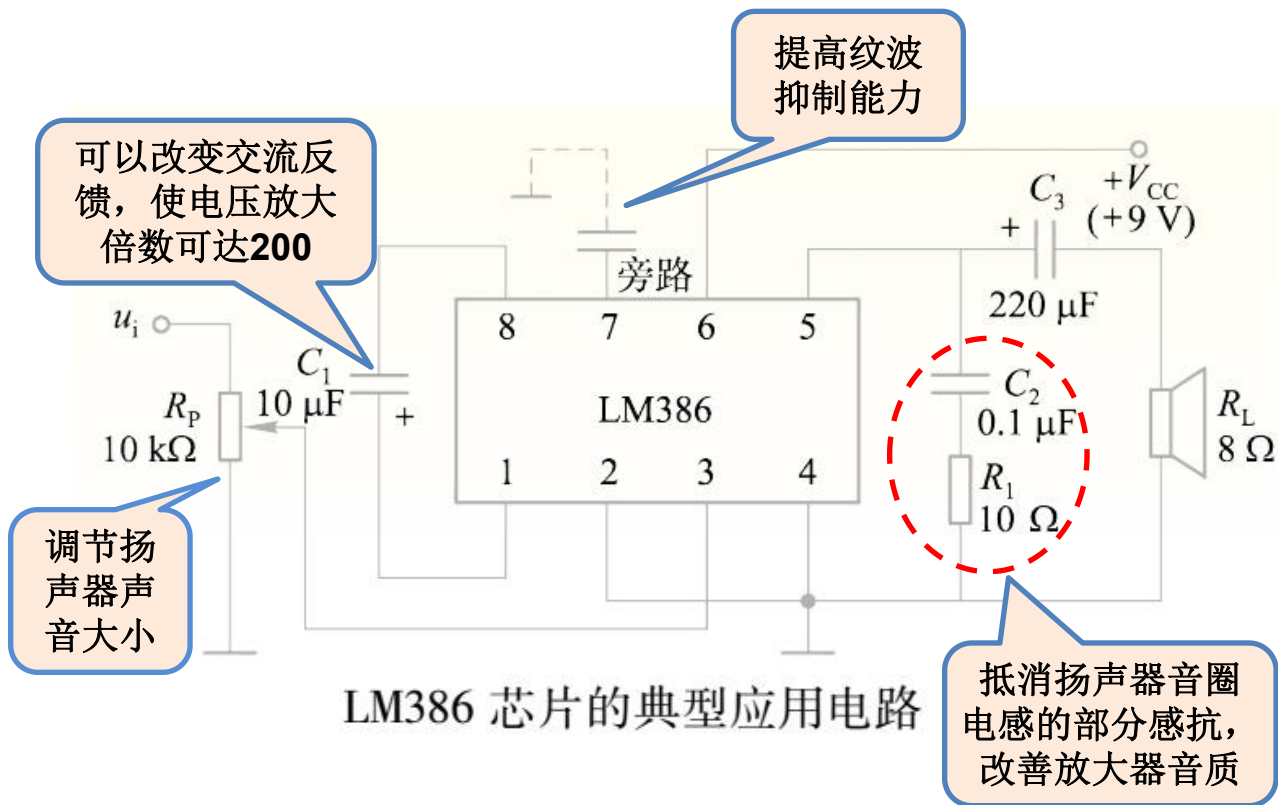 提高纹波
抑制能力
可以改变交流反
馈，使电压放大
倍数可达200
C₃
+V_CC
(+9 V)
+
220 μF
旁路
8 7 6 5
u_i
C₁
10 μF
+
R_P
10 kΩ
LM386
C₂
0.1 μF
R_L
8 Ω
1 2 3 4
R₁
10 Ω
调节扬
声器声
音大小
抵消扬声器音圈
电感的部分感抗，
改善放大器音质
LM386 芯片的典型应用电路